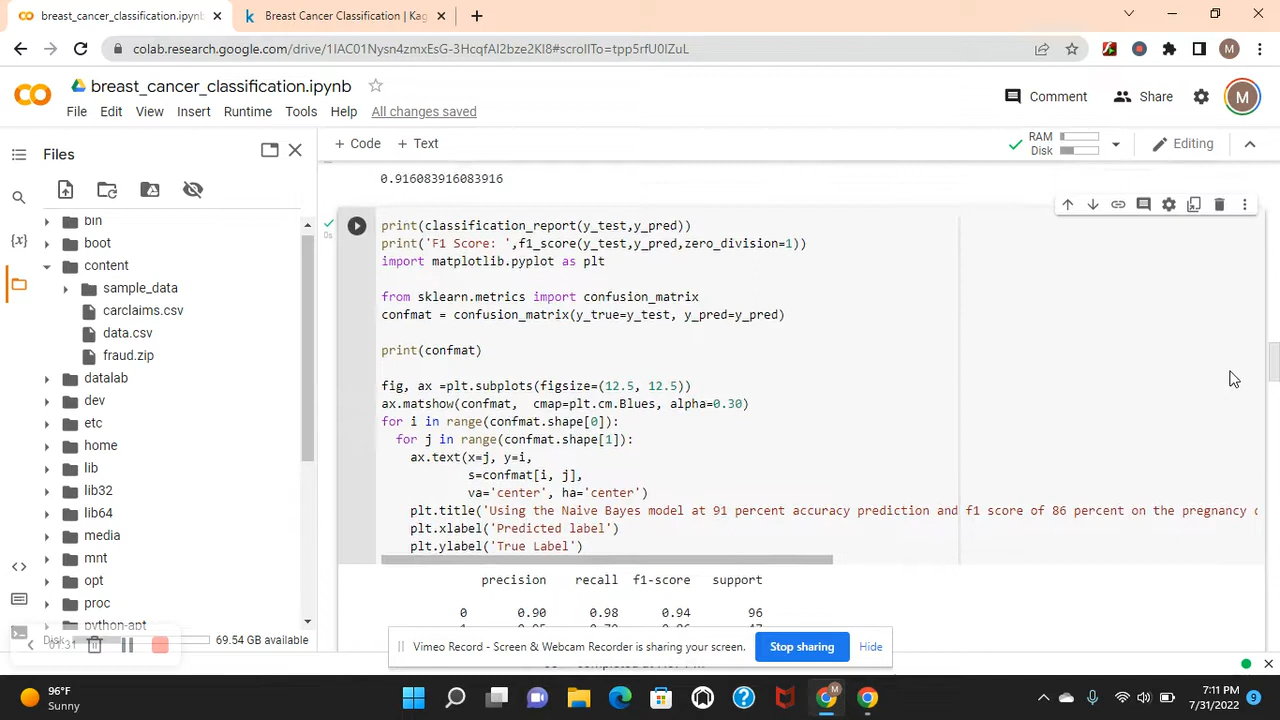 breast_cancer_classification.ipynb
Breast Cancer Classification | Kag
colab.research.google.com/drive/1IAC01Nysn4zmxEsG-3HcqfAI2bze2KI8#scrollTo=tpp5rfU0IZuL
M
breast_cancer_classification.ipynb
File Edit View Insert Runtime Tools Help All changes saved
Comment Share M
+ Code + Text
RAM
Disk
Editing
Files
bin
boot
content
sample_data
carclaims.csv
data.csv
fraud.zip
datalab
dev
etc
home
lib
lib32
lib64
media
mnt
opt
proc
python-apt
Disk 69.54 GB available
01:31
0.916083916083916
0s
print(classification_report(y_test,y_pred))
print('F1 Score: ',f1_score(y_test,y_pred,zero_division=1))
import matplotlib.pyplot as plt
from sklearn.metrics import confusion_matrix
confmat = confusion_matrix(y_true=y_test, y_pred=y_pred)
print(confmat)
fig, ax =plt.subplots(figsize=(12.5, 12.5))
ax.matshow(confmat, cmap=plt.cm.Blues, alpha=0.30)
for i in range(confmat.shape[0]):
for j in range(confmat.shape[1]):
ax.text(x=j, y=i,
s=confmat[i, j],
va='center', ha='center')
plt.title('Using the Naive Bayes model at 91 percent accuracy prediction and f1 score of 86 percent on the pregnancy
plt.xlabel('Predicted label')
plt.ylabel('True Label')
precision recall f1-score support
0 0.90 0.98 0.94 96
Vimeo Record - Screen & Webcam Recorder is sharing your screen.
Stop sharing
Hide
96°F
Sunny
M
7:11 PM
7/31/2022
9